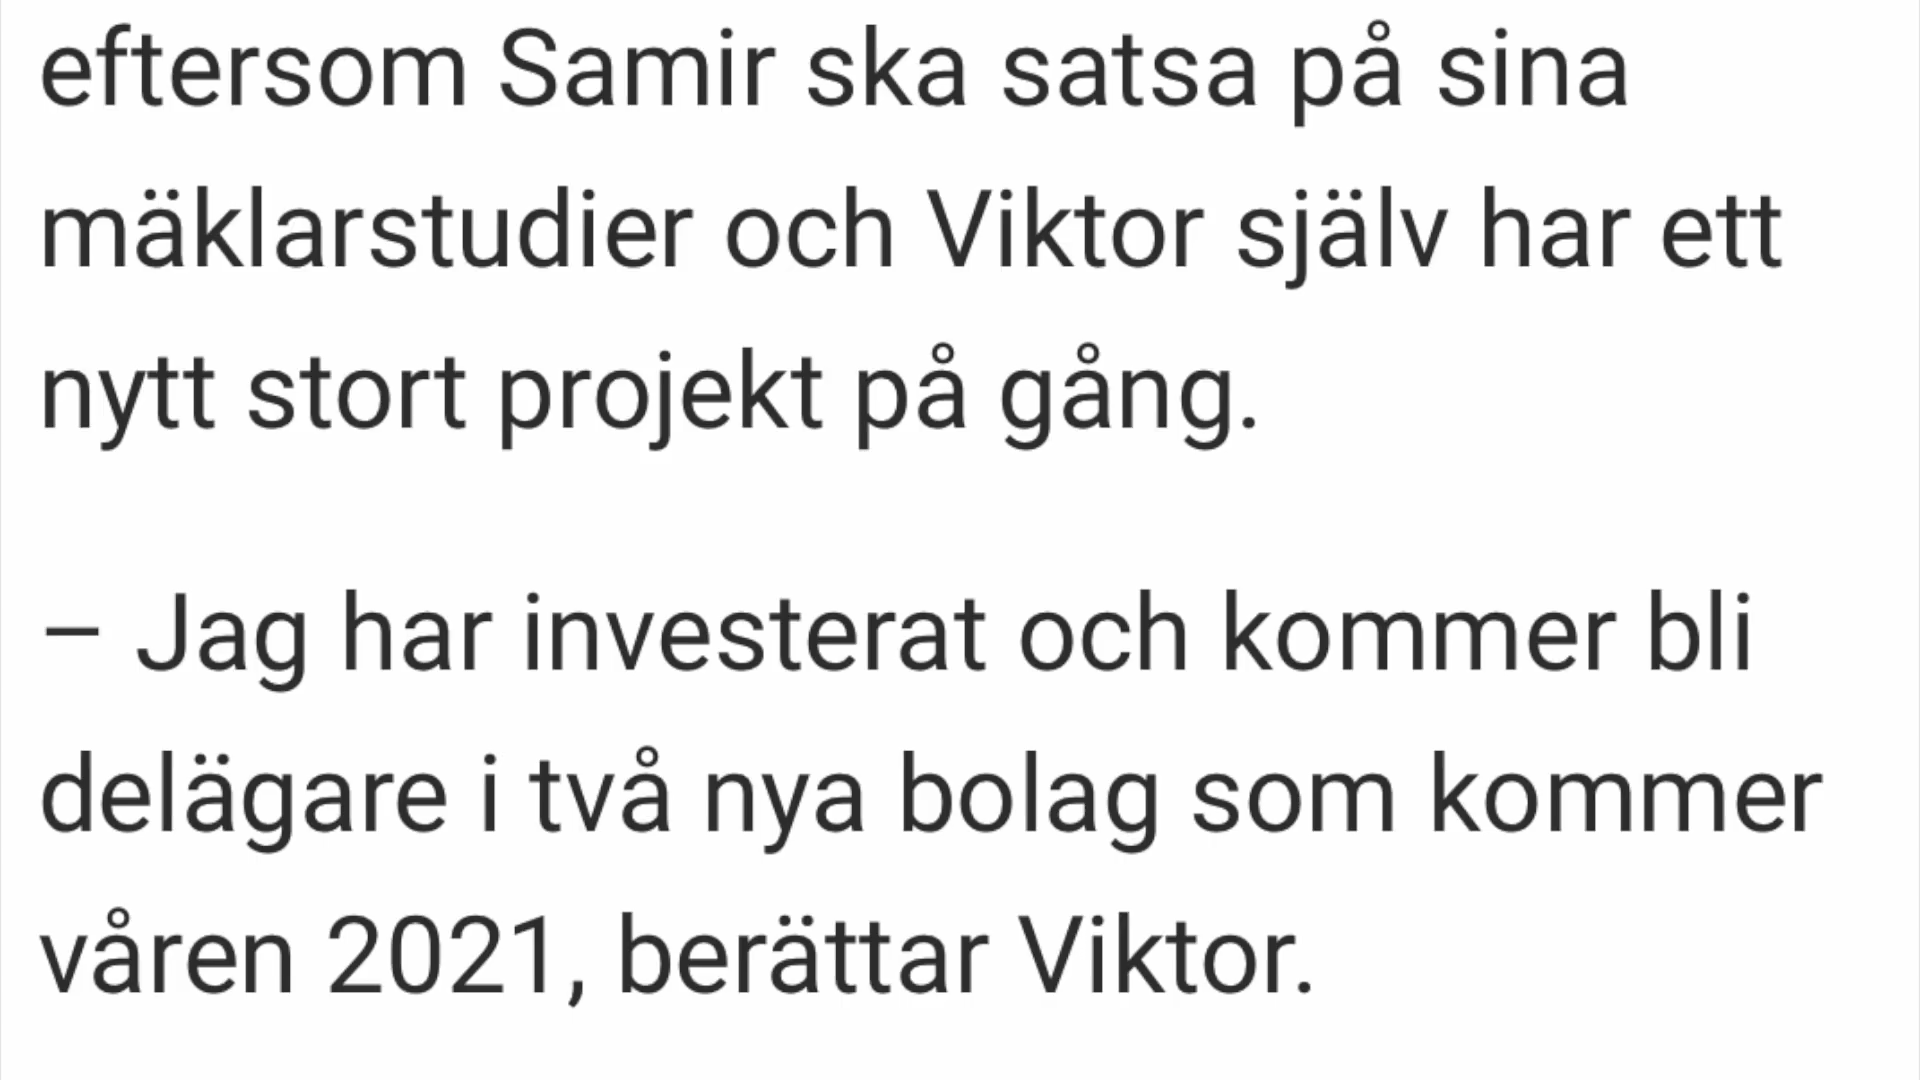 eftersom Samir ska satsa på sina
mäklarstudier och Viktor själv har ett
nytt stort projekt på gång.
– Jag har investerat och kommer bli
delägare i två nya bolag som kommer
våren 2021, berättar Viktor.